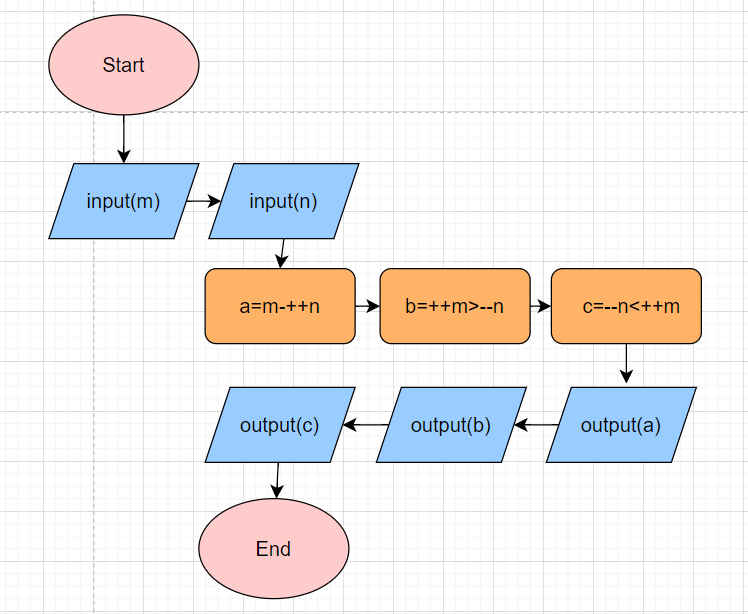 Start
input(m)
input(n)
a=m-++n
b=++m>--n
c=--n<++m
output(a)
output(b)
output(c)
End